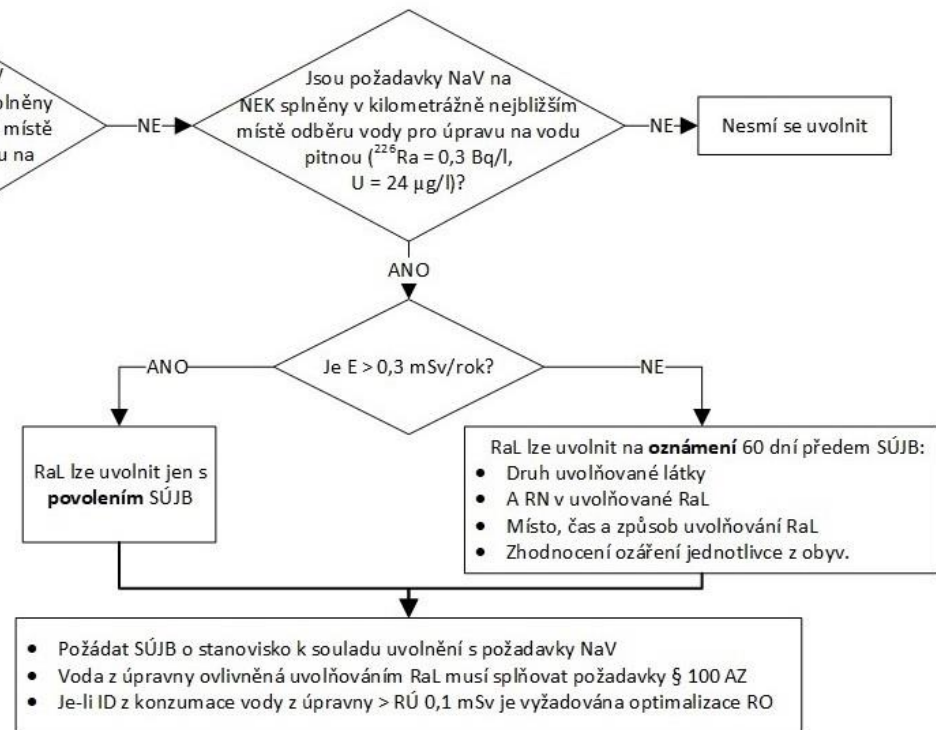 Jsou požadavky NaV na
NEK splněny v kilometrážně nejbližším
místě odběru vody pro úpravu na vodu
pitnou (²²⁶Ra = 0,3 Bq/l,
U = 24 µg/l)?
lněny
místě
u na
NE
NE
Nesmí se uvolnit
ANO
Je E > 0,3 mSv/rok?
ANO
NE
RaL lze uvolnit jen s
povolením SÚJB
RaL lze uvolnit na oznámení 60 dní předem SÚJB:
• Druh uvolňované látky
• A RN v uvolňované RaL
• Místo, čas a způsob uvolňování RaL
• Zhodnocení ozáření jednotlivce z obyv.
• Požádat SÚJB o stanovisko k souladu uvolnění s požadavky NaV
• Voda z úpravny ovlivněná uvolňováním RaL musí splňovat požadavky § 100 AZ
• Je-li ID z konzumace vody z úpravny > RÚ 0,1 mSv je vyžadována optimalizace RO